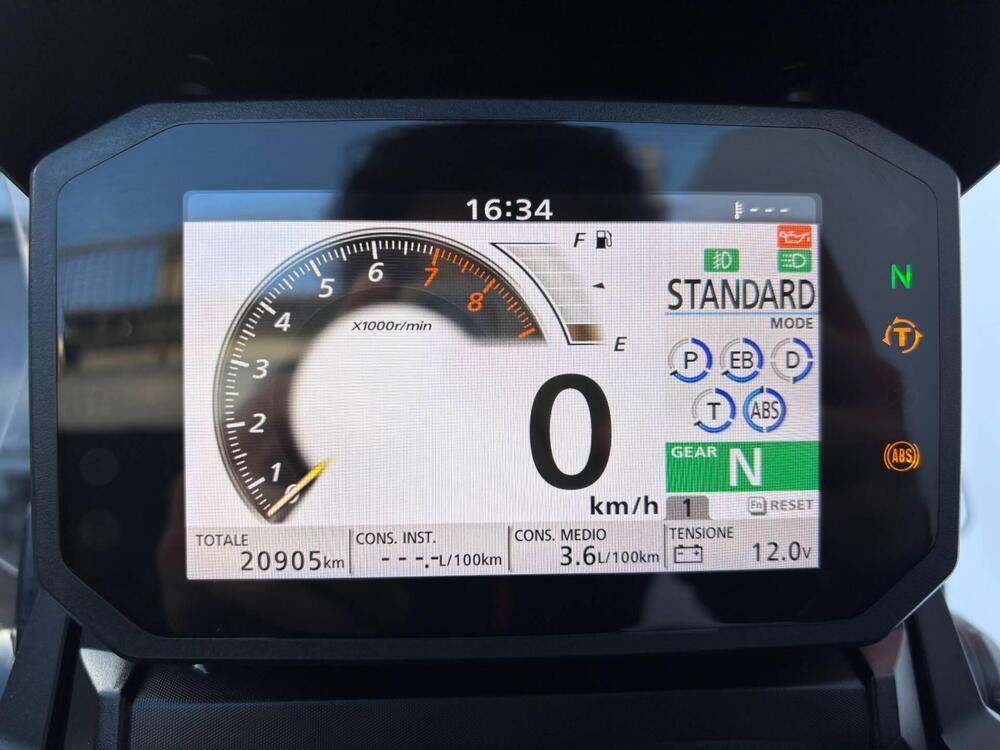 16:34
---
F
8
7
6
5
4
3
2
1
0
X1000r/min
E
0
km/h
STANDARD
MODE
P
EB
D
T
ABS
GEAR N
1
Fn RESET
TOTALE
20905km
CONS. INST.
---.-L/100km
CONS. MEDIO
3.6L/100km
TENSIONE
12.0V
N
T
ABS